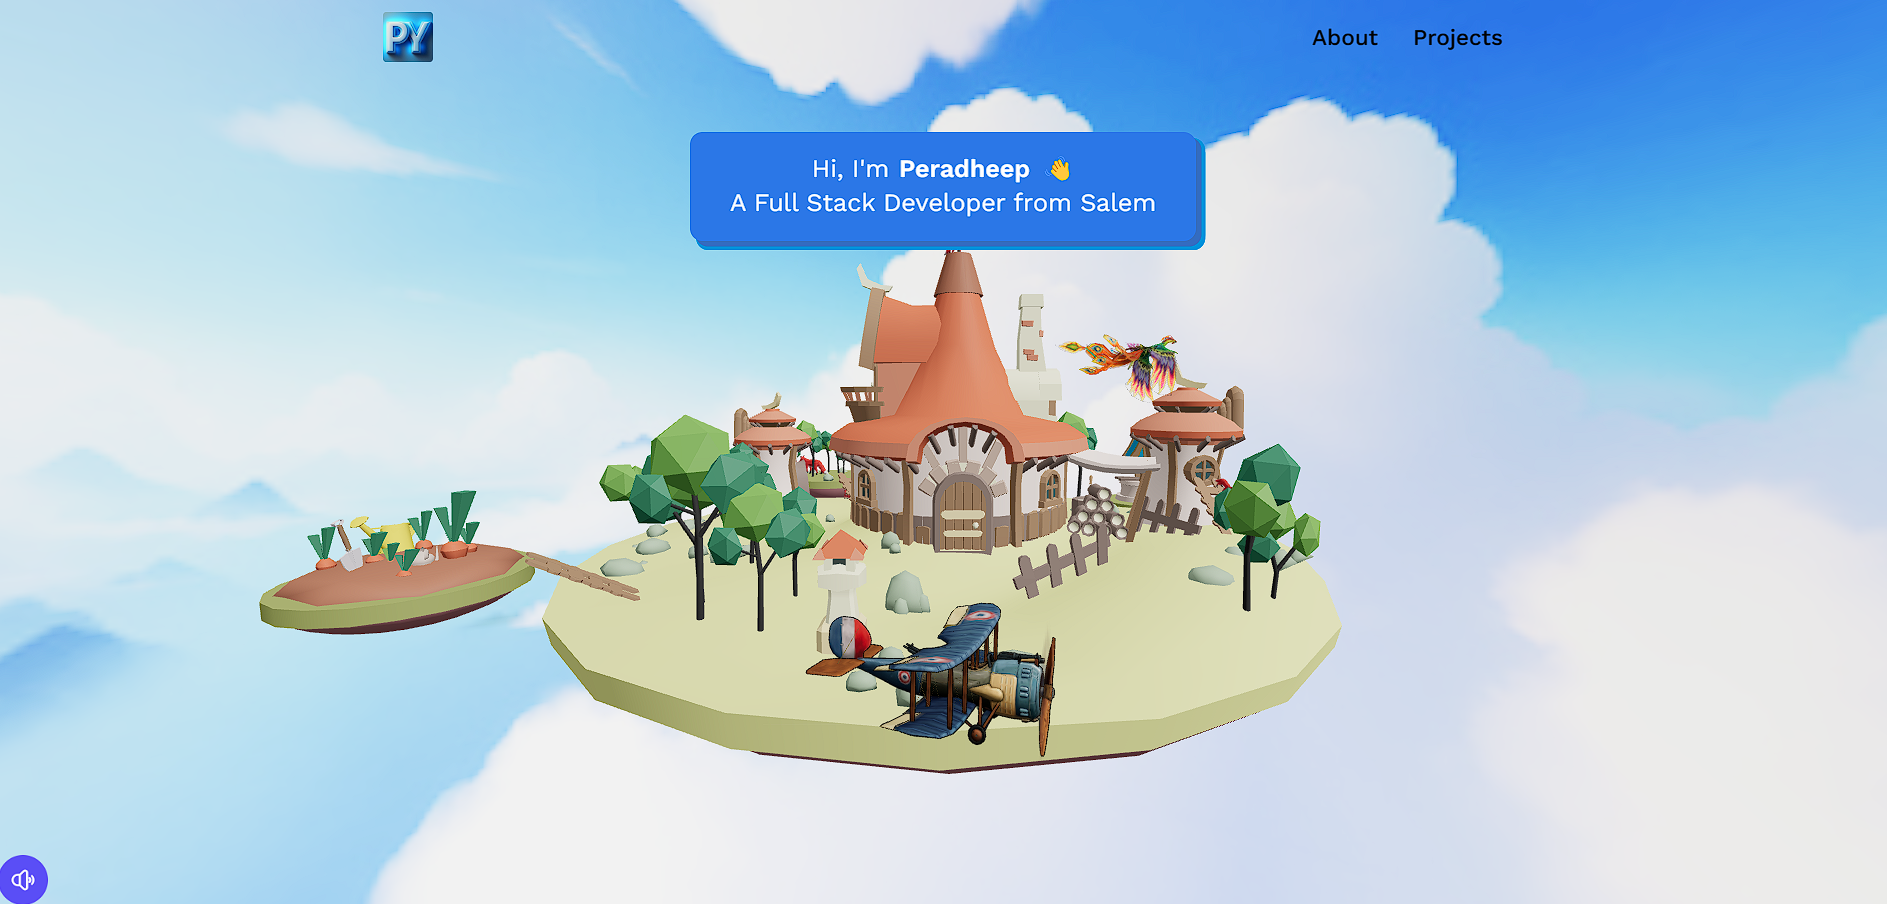 PY
About
Projects
Hi, I'm Peradheep 👋
A Full Stack Developer from Salem